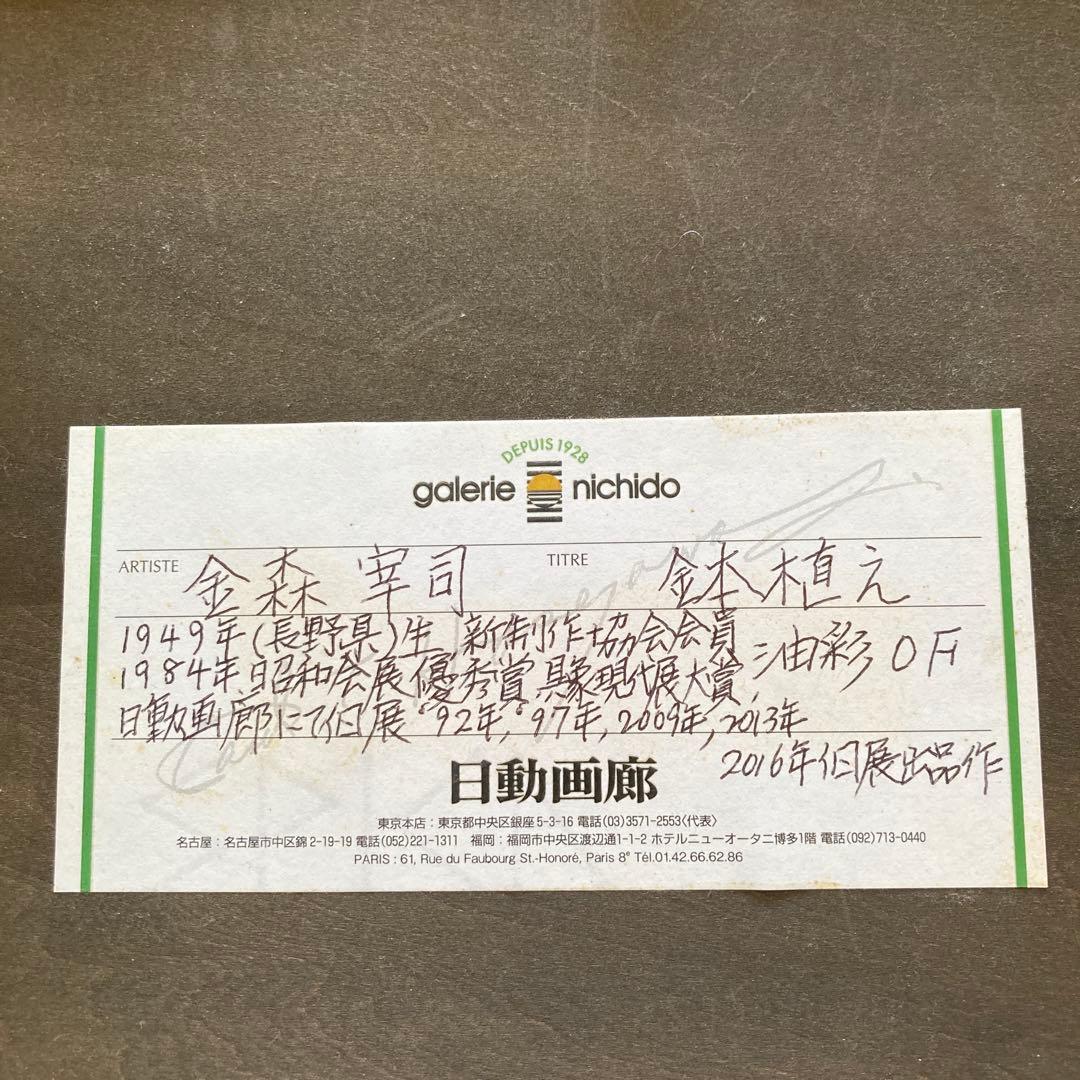 DEPUIS 1928
galerie nichido
ARTISTE 金森宰司 TITRE 鉢植え
1949年(長野県)生 新制作協会会員
1984年 昭和会展優秀賞 具象現代展大賞 油彩 0F
日動画廊にて個展 '92年, '97年, 2009年, 2013年
2016年個展出品作
日動画廊
東京本店：東京都中央区銀座5-3-16 電話(03)3571-2553〈代表〉
名古屋：名古屋市中区錦2-19-19 電話(052)221-1311 福岡：福岡市中央区渡辺通1-1-2 ホテルニューオータニ博多1階 電話(092)713-0440
PARIS : 61, Rue du Faubourg St.-Honoré, Paris 8e Tél.01.42.66.62.86